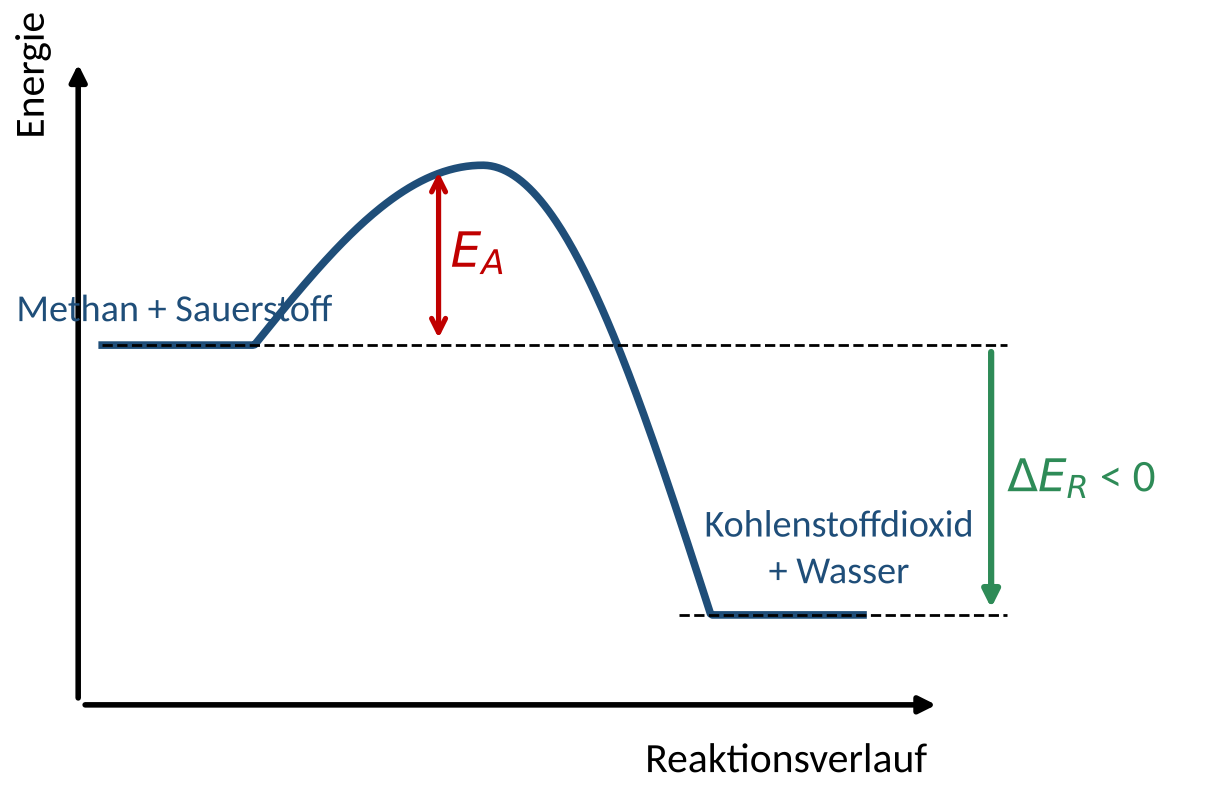 Energie
Methan + Sauerstoff
E_A
ΔE_R < 0
Kohlenstoffdioxid
+ Wasser
Reaktionsverlauf